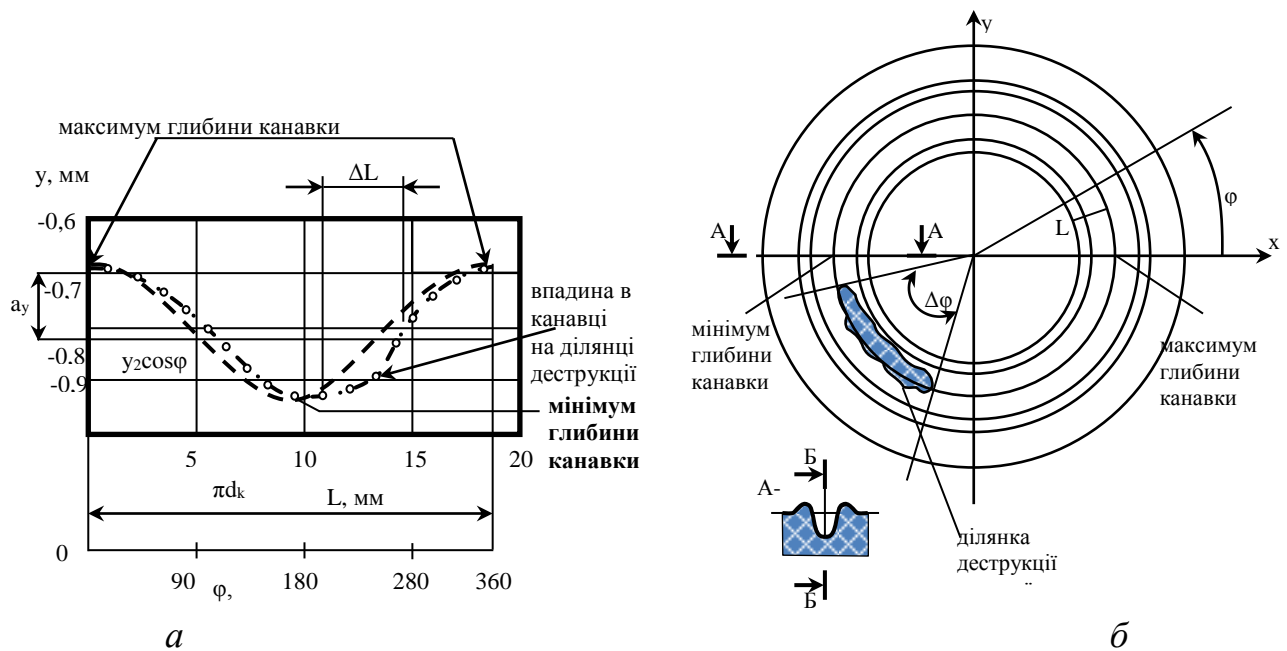 максимум глибини канавки
y, мм
ΔL
-0,6
-0.7
aᵧ
-0.8
y₂cosφ
-0.9
впадина в
канавці
на ділянці
деструкції
мінімум
глибини
канавки
5
10
15
20
πdₖ
L, мм
0
90
180
280
360
φ,
а
y
φ
L
А
А
x
Δφ
мінімум
глибини
канавки
максимум
глибини
канавки
Б
А-
ділянка
деструкції
Б
б